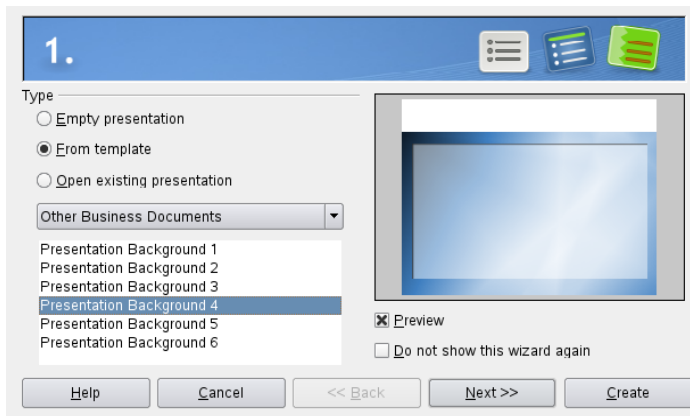 1.
Type
Empty presentation
From template
Open existing presentation
Other Business Documents
Presentation Background 1
Presentation Background 2
Presentation Background 3
Presentation Background 4
Presentation Background 5
Presentation Background 6
Preview
Do not show this wizard again
Help
Cancel
<< Back
Next >>
Create